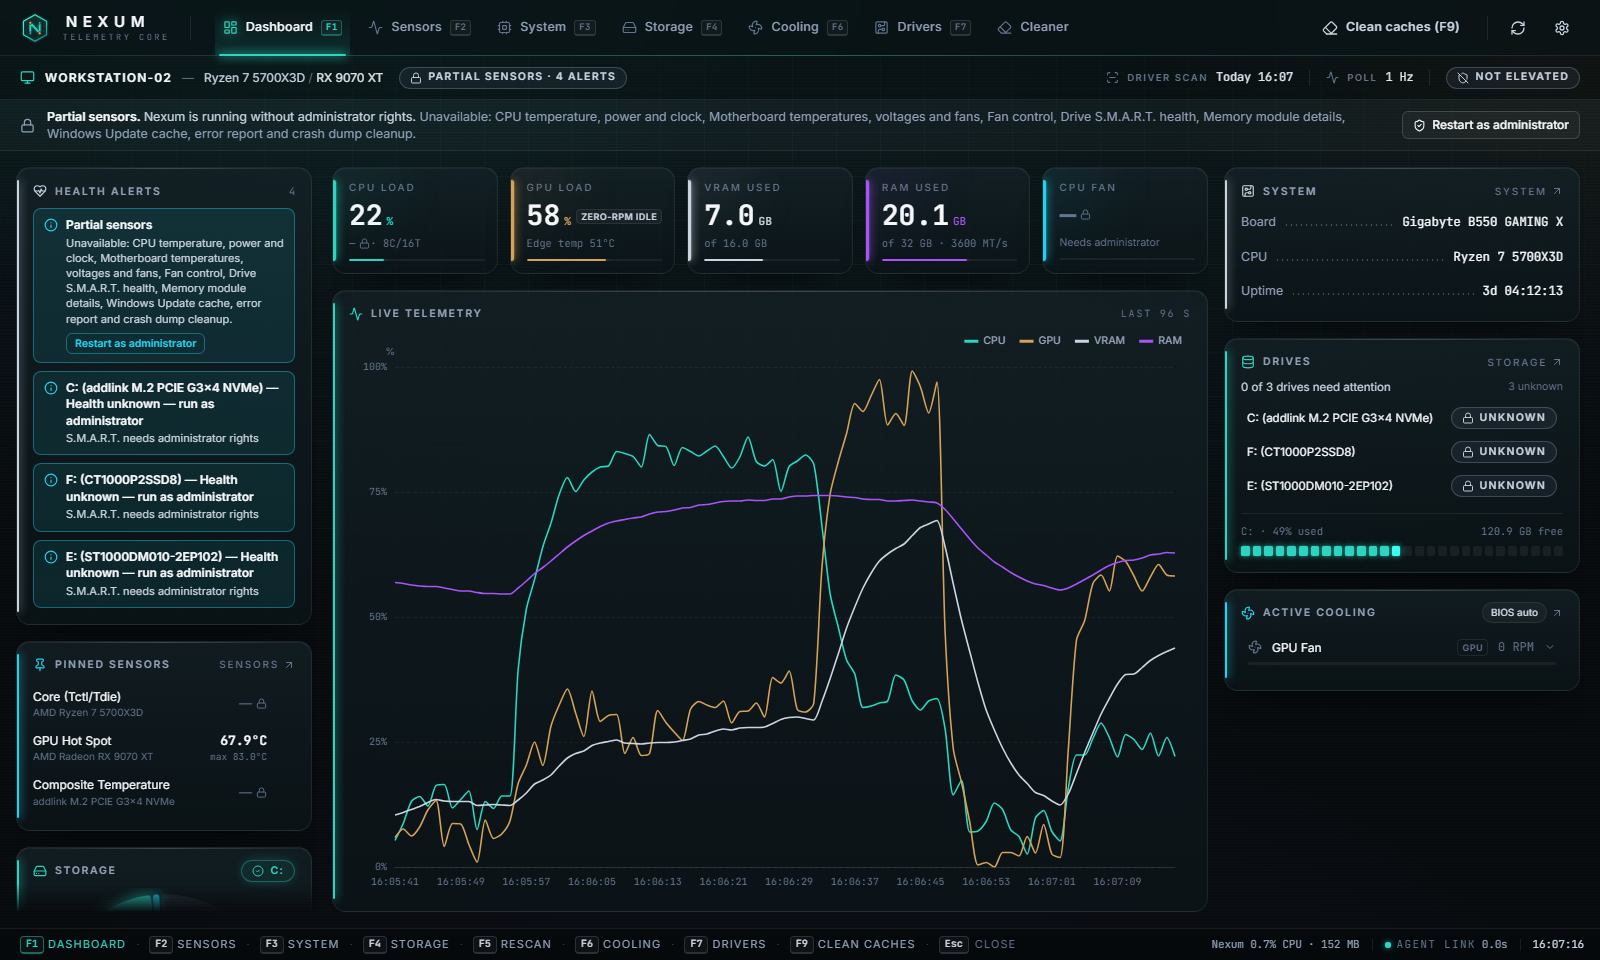 NEXUM
TELEMETRY CORE
Dashboard F1
Sensors F2
System F3
Storage F4
Cooling F6
Drivers F7
Cleaner
Clean caches (F9)
WORKSTATION-02 — Ryzen 7 5700X3D / RX 9070 XT
PARTIAL SENSORS · 4 ALERTS
DRIVER SCAN Today 16:07
POLL 1 Hz
NOT ELEVATED
Partial sensors. Nexum is running without administrator rights. Unavailable: CPU temperature, power and clock, Motherboard temperatures, voltages and fans, Fan control, Drive S.M.A.R.T. health, Memory module details,
Windows Update cache, error report and crash dump cleanup.
Restart as administrator
HEALTH ALERTS 4
Partial sensors
Unavailable: CPU temperature, power and
clock, Motherboard temperatures,
voltages and fans, Fan control, Drive
S.M.A.R.T. health, Memory module
details, Windows Update cache, error
report and crash dump cleanup.
Restart as administrator
C: (addlink M.2 PCIE G3×4 NVMe) —
Health unknown — run as
administrator
S.M.A.R.T. needs administrator rights
F: (CT1000P2SSD8) — Health
unknown — run as administrator
S.M.A.R.T. needs administrator rights
E: (ST1000DM010-2EP102) — Health
unknown — run as administrator
S.M.A.R.T. needs administrator rights
PINNED SENSORS
SENSORS
Core (Tctl/Tdie)
AMD Ryzen 7 5700X3D
—
GPU Hot Spot
67.9°C
AMD Radeon RX 9070 XT
max 83.0°C
Composite Temperature
addlink M.2 PCIE G3×4 NVMe
—
STORAGE
C:
CPU LOAD
22 %
— · 8C/16T
GPU LOAD
58 % ZERO-RPM IDLE
Edge temp 51°C
VRAM USED
7.0 GB
of 16.0 GB
RAM USED
20.1 GB
of 32 GB · 3600 MT/s
CPU FAN
—
Needs administrator
LIVE TELEMETRY
LAST 96 S
CPU GPU VRAM RAM
%
100%
75%
50%
25%
0%
16:05:41 16:05:49 16:05:57 16:06:05 16:06:13 16:06:21 16:06:29 16:06:37 16:06:45 16:06:53 16:07:01 16:07:09
SYSTEM
SYSTEM
Board Gigabyte B550 GAMING X
CPU Ryzen 7 5700X3D
Uptime 3d 04:12:13
DRIVES
STORAGE
0 of 3 drives need attention
3 unknown
C: (addlink M.2 PCIE G3×4 NVMe) UNKNOWN
F: (CT1000P2SSD8) UNKNOWN
E: (ST1000DM010-2EP102) UNKNOWN
C: · 49% used
120.9 GB free
ACTIVE COOLING
BIOS auto
GPU Fan GPU 0 RPM
F1 DASHBOARD · F2 SENSORS · F3 SYSTEM · F4 STORAGE · F5 RESCAN · F6 COOLING · F7 DRIVERS · F9 CLEAN CACHES · Esc CLOSE
Nexum 0.7% CPU · 152 MB
AGENT LINK 0.0s
16:07:16